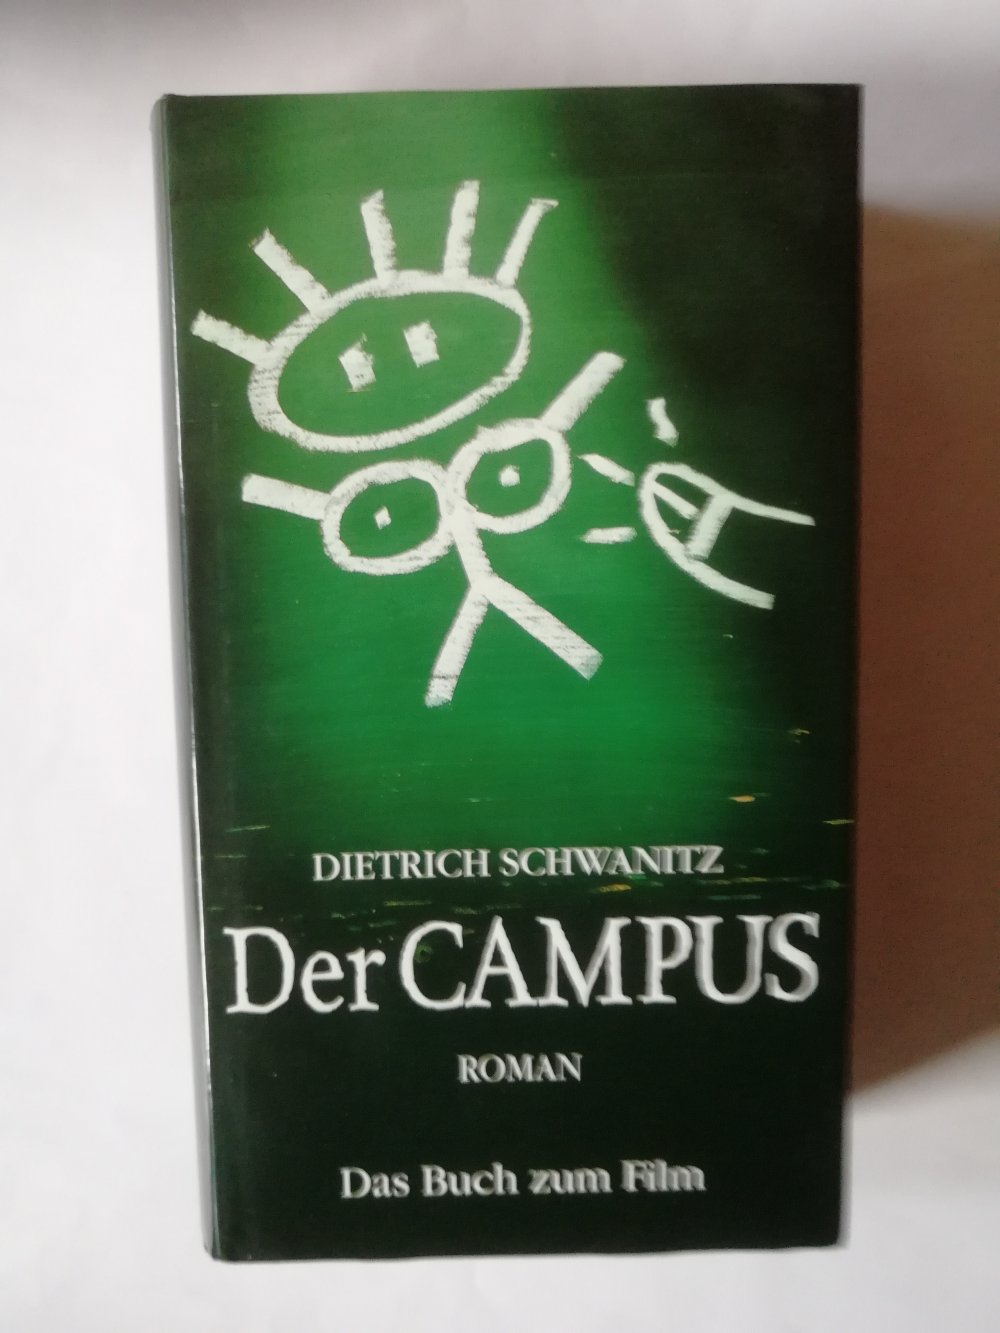 DIETRICH SCHWANITZ
Der CAMPUS
ROMAN
Das Buch zum Film